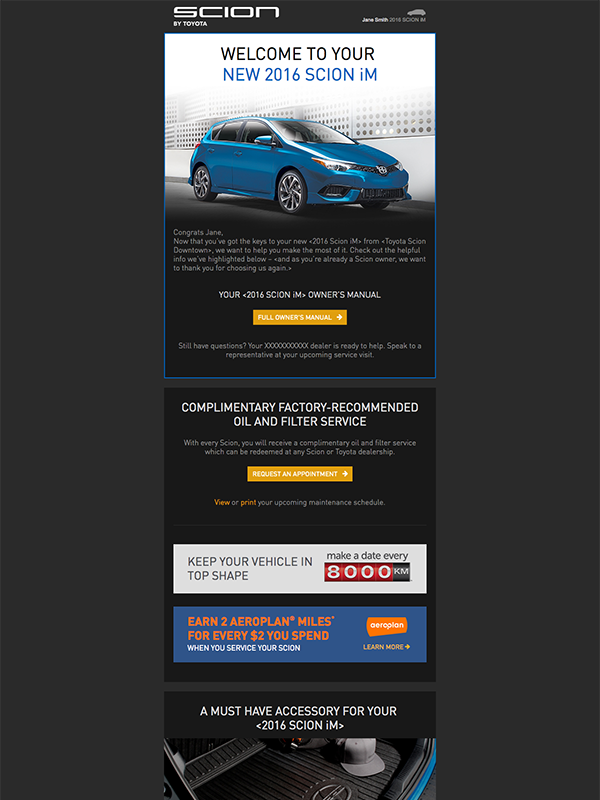 SCION
BY TOYOTA
Jane Smith 2016 SCION iM
WELCOME TO YOUR
NEW 2016 SCION iM
Congrats Jane,
Now that you've got the keys to your new <2016 Scion iM> from <Toyota Scion
Downtown>, we want to help you make the most of it. Check out the helpful
info we've highlighted below – <and as you're already a Scion owner, we want
to thank you for choosing us again.>
YOUR <2016 SCION iM> OWNER'S MANUAL
FULL OWNER'S MANUAL
Still have questions? Your XXXXXXXXXXX dealer is ready to help. Speak to a
representative at your upcoming service visit.
COMPLIMENTARY FACTORY-RECOMMENDED
OIL AND FILTER SERVICE
With every Scion, you will receive a complimentary oil and filter service
which can be redeemed at any Scion or Toyota dealership.
REQUEST AN APPOINTMENT
View or print your upcoming maintenance schedule.
KEEP YOUR VEHICLE IN
TOP SHAPE
make a date every
8000 KM
EARN 2 AEROPLAN® MILES*
FOR EVERY $2 YOU SPEND
WHEN YOU SERVICE YOUR SCION
aeroplan
LEARN MORE
A MUST HAVE ACCESSORY FOR YOUR
<2016 SCION iM>